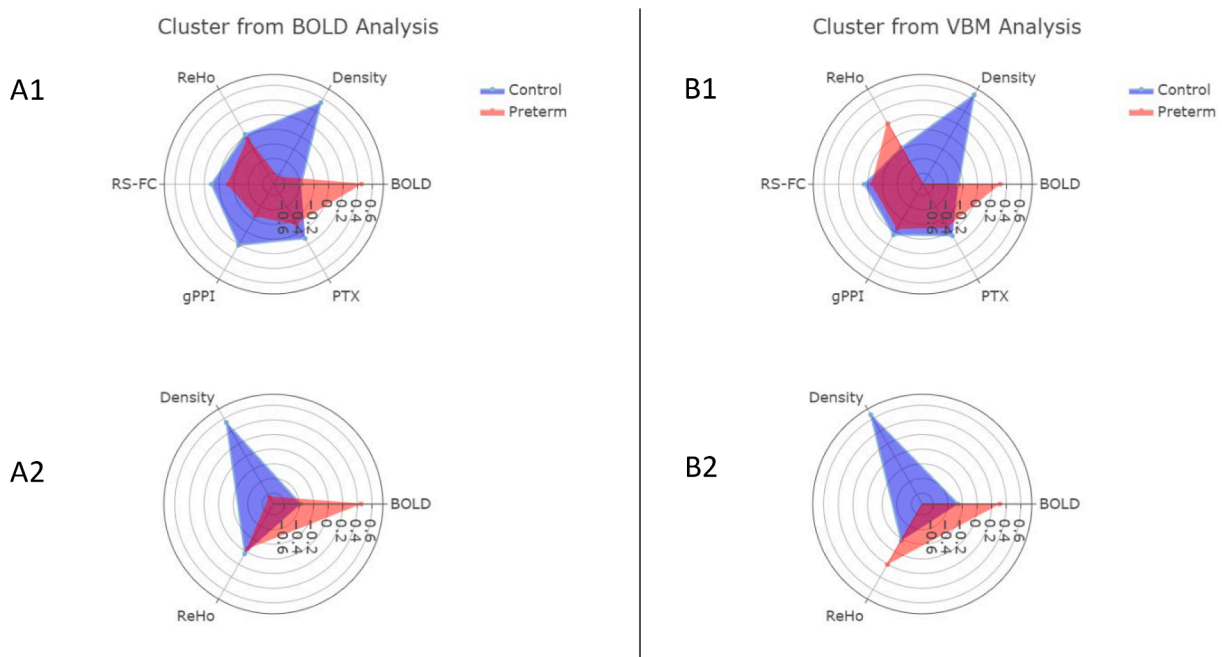 Cluster from BOLD Analysis
A1
ReHo
Density
RS-FC
BOLD
gPPI
PTX
−0.6
−0.4
−0.2
0
0.2
0.4
0.6
Control
Preterm
A2
Density
BOLD
ReHo
−0.6
−0.4
−0.2
0
0.2
0.4
0.6
Cluster from VBM Analysis
B1
ReHo
Density
RS-FC
BOLD
gPPI
PTX
−0.6
−0.4
−0.2
0
0.2
0.4
0.6
Control
Preterm
B2
Density
BOLD
ReHo
−0.6
−0.4
−0.2
0
0.2
0.4
0.6